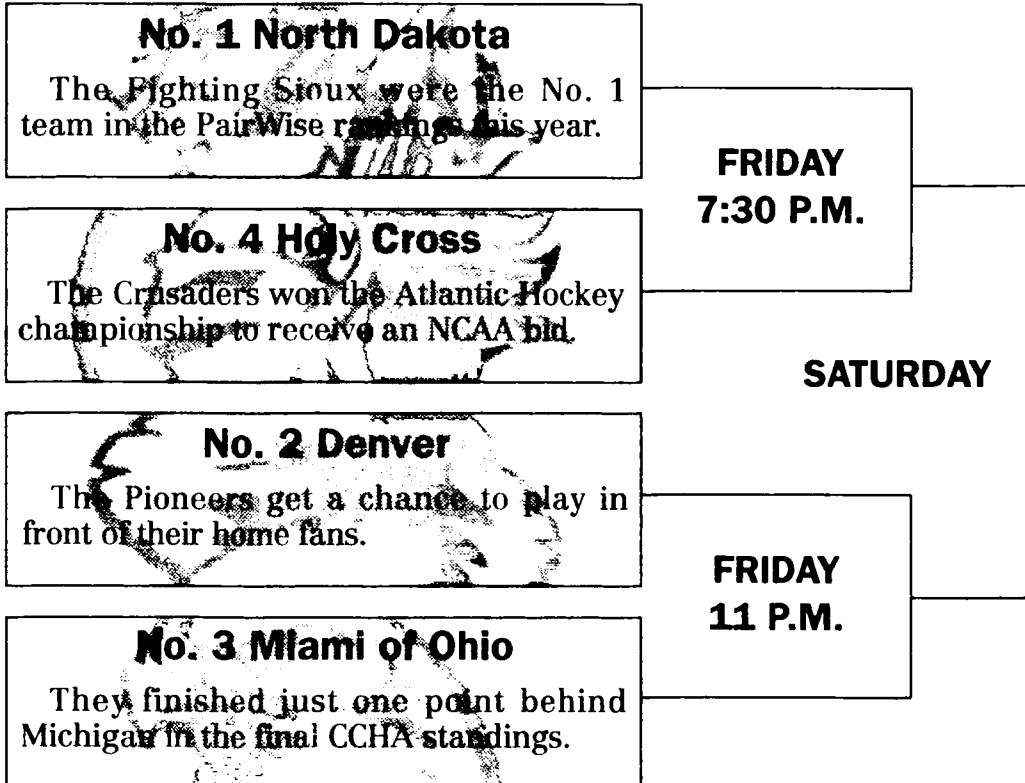 No. 1 North Dakota
The Fighting Sioux were the No. 1
team in the PairWise rankings this year.
FRIDAY
7:30 P.M.
No. 4 Holy Cross
The Crusaders won the Atlantic Hockey
championship to receive an NCAA bid.
SATURDAY
No. 2 Denver
The Pioneers get a chance to play in
front of their home fans.
FRIDAY
11 P.M.
No. 3 Miami of Ohio
They finished just one point behind
Michigan in the final CCHA standings.